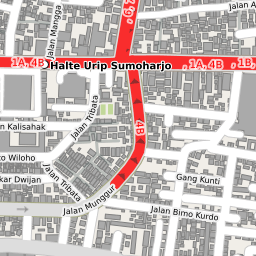 Jalan Mangga
Jalan A
1A,4B
Halte Urip Sumoharjo
1A,4B
1B,
Jalan Tribata
4B
n Kalisahak
o Wiloho
kar Dwijan
Jalan Tribata
Jalan Munggur
Gang Kunti
Jalan Bimo Kurdo